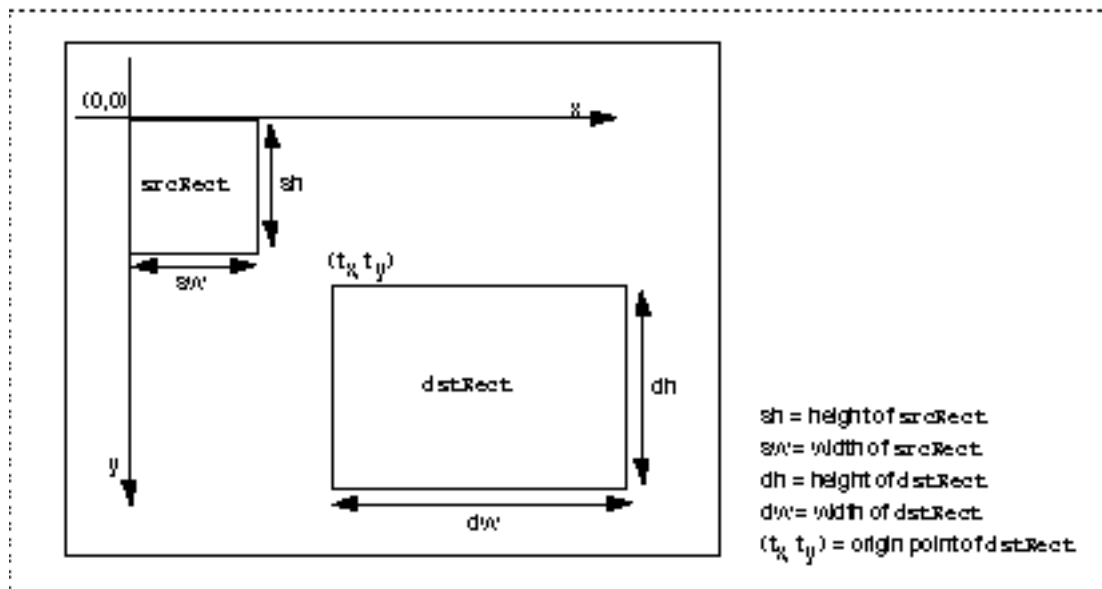 (0,0)
x
srcRect
sh
sw
(tx, ty)
dstRect
dh
y
dw
sh = height of srcRect
sw = width of srcRect
dh = height of dstRect
dw = width of dstRect
(tx, ty) = origin point of dstRect